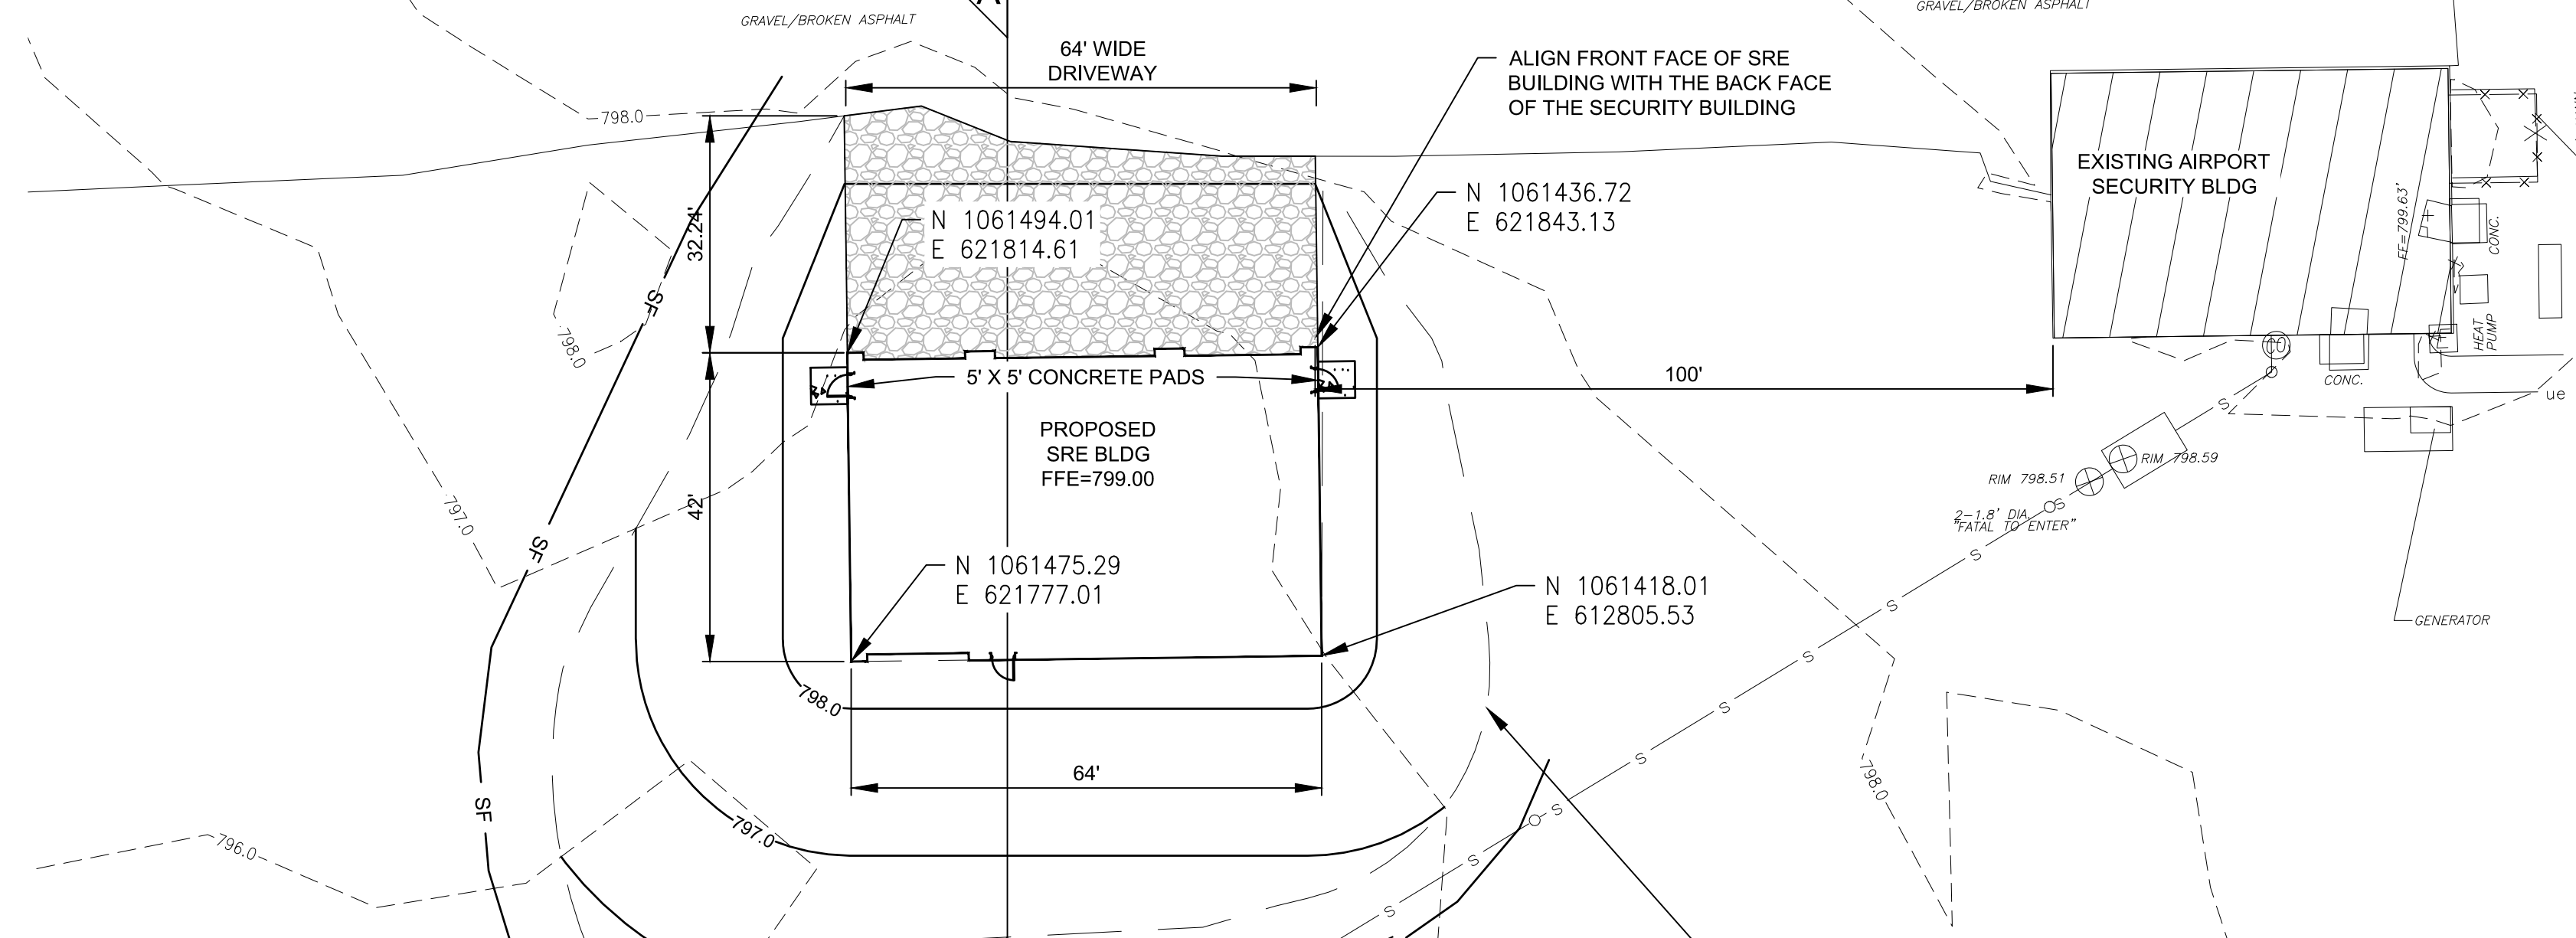 GRAVEL/BROKEN ASPHALT
A
GRAVEL/BROKEN ASPHALT
64' WIDE
DRIVEWAY
ALIGN FRONT FACE OF SRE
BUILDING WITH THE BACK FACE
OF THE SECURITY BUILDING
798.0
EXISTING AIRPORT
SECURITY BLDG
FF=799.63'
CONC.
HEAT
PUMP
CONC.
ue
32.24'
N 1061494.01
E 621814.61
N 1061436.72
E 621843.13
SF
798.0
5' X 5' CONCRETE PADS
100'
PROPOSED
SRE BLDG
FFE=799.00
42'
797.0
SF
S
RIM 798.59
RIM 798.51
S
2-1.8' DIA.
"FATAL TO ENTER"
S
N 1061475.29
E 621777.01
N 1061418.01
E 612805.53
S
GENERATOR
S
798.0
S
S
64'
798.0
SF
797.0
S
796.0
S
S